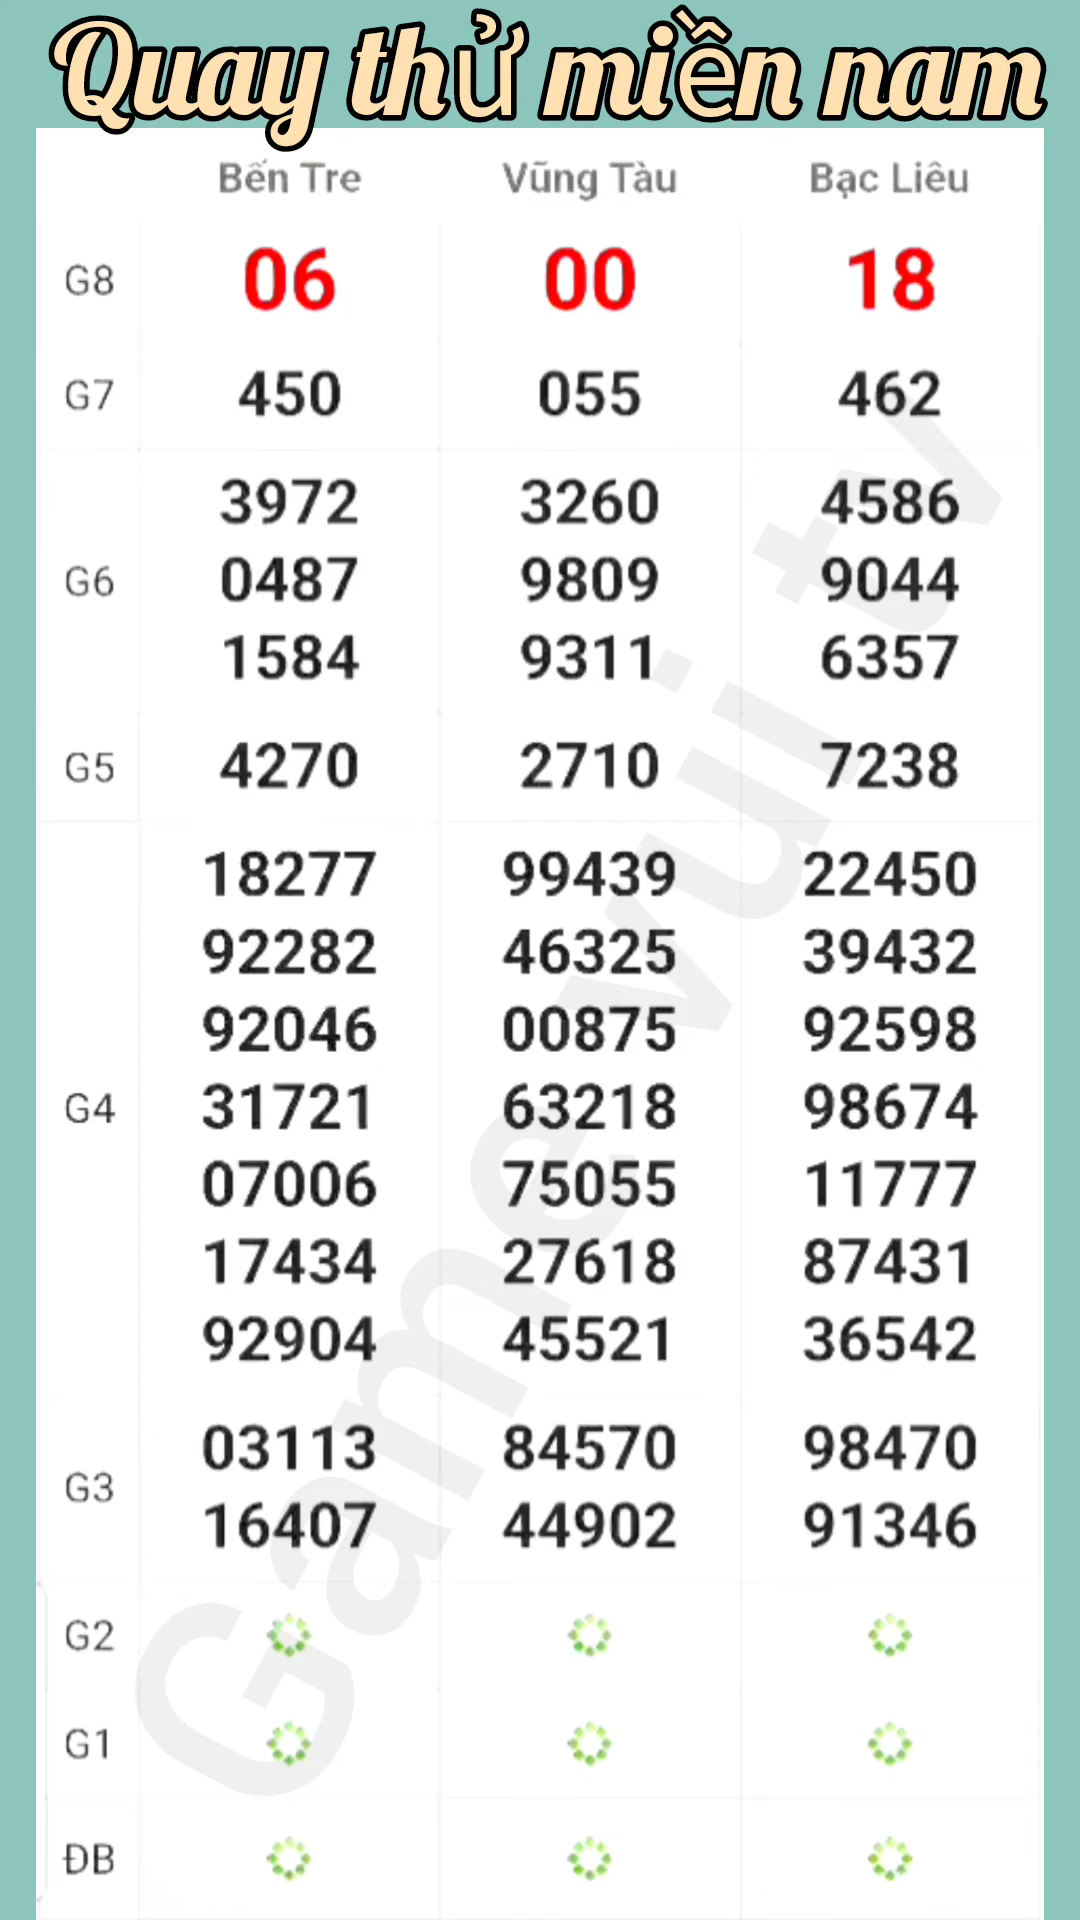 Quay thử miền nam
Bến Tre Vũng Tàu Bạc Liêu
G8 06 00 18
G7 450 055 462
3972 3260 4586
G6 0487 9809 9044
1584 9311 6357
G5 4270 2710 7238
18277 99439 22450
92282 46325 39432
92046 00875 92598
G4 31721 63218 98674
07006 75055 11777
17434 27618 87431
92904 45521 36542
G3
03113 84570 98470
16407 44902 91346
G2
G1
ĐB
Game vui tv